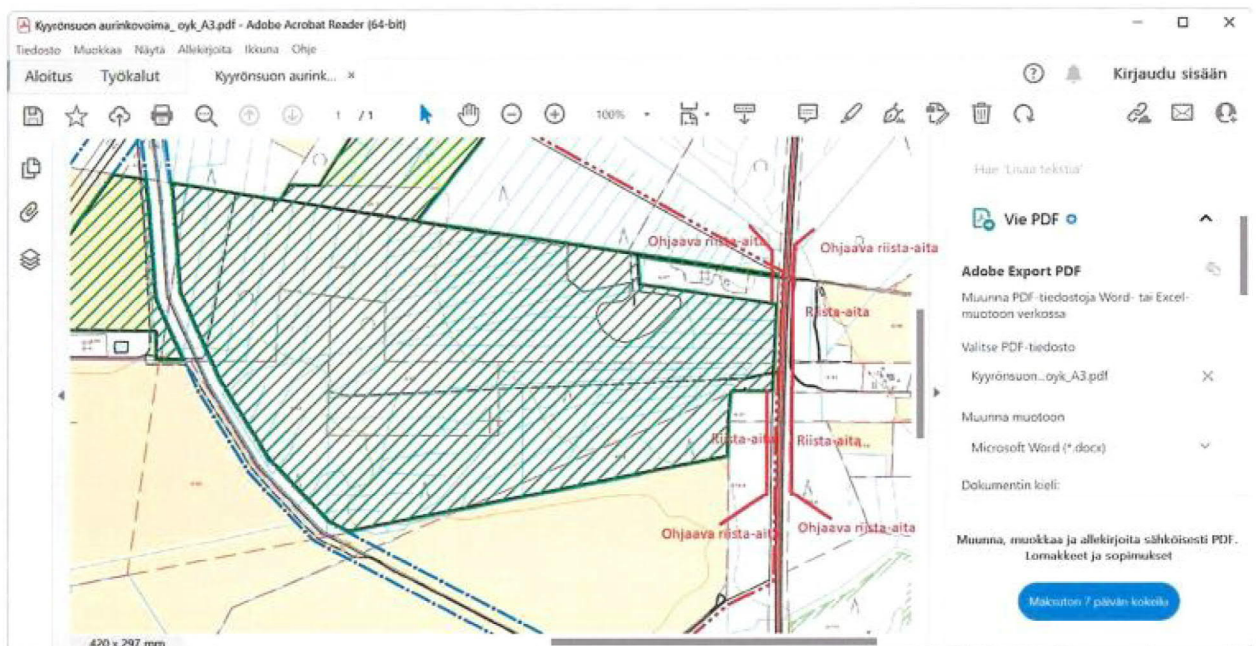 Kyyrönsuon aurinkovoima_ oyk_A3.pdf - Adobe Acrobat Reader (64-bit)
Tiedosto Muokkaa Näytä Allekirjoita Ikkuna Ohje
Aloitus Työkalut Kyyrönsuon aurink... × Kirjaudu sisään
1 / 1 100%
Hae 'Lisää tekstiä'
Vie PDF
Ohjaava riista-aita Ohjaava riista-aita
Adobe Export PDF
Muunna PDF-tiedostoja Word- tai Excel-
muotoon verkossa
Riista-aita
Valitse PDF-tiedosto
Kyyrönsuon...oyk_A3.pdf
Muunna muotoon
Riista-aita Riista-aita
Microsoft Word (*.docx)
Dokumentin kieli:
Ohjaava riista-aita Ohjaava riista-aita
Muunna, muokkaa ja allekirjoita sähköisesti PDF.
Lomakkeet ja sopimukset
Maksuton 7 päivän kokeilu
420 x 297 mm